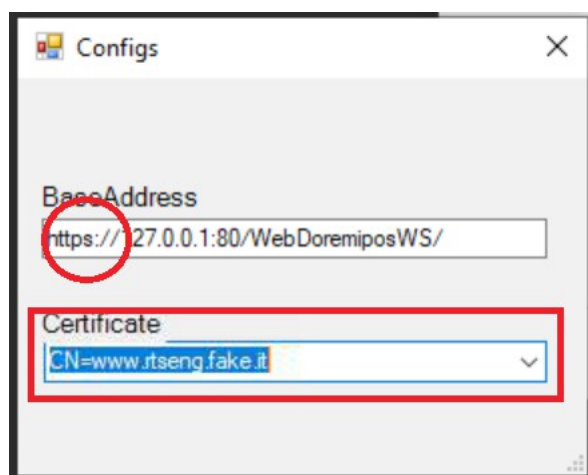 Configs
BaseAddress
https://127.0.0.1:80/WebDoremiposWS/
Certificate
CN=www.rtseng.fake.it